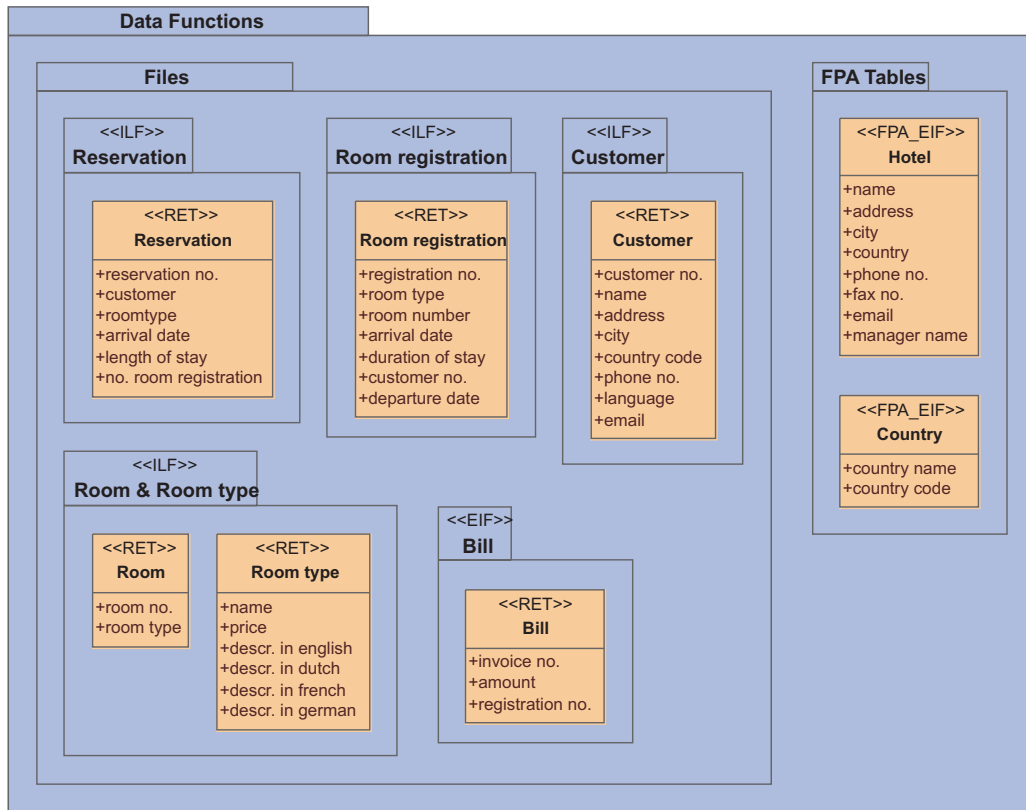 Data Functions
Files
<<ILF>>
Reservation
<<RET>>
Reservation
+reservation no.
+customer
+roomtype
+arrival date
+length of stay
+no. room registration
<<ILF>>
Room registration
<<RET>>
Room registration
+registration no.
+room type
+room number
+arrival date
+duration of stay
+customer no.
+departure date
<<ILF>>
Customer
<<RET>>
Customer
+customer no.
+name
+address
+city
+country code
+phone no.
+language
+email
<<ILF>>
Room & Room type
<<RET>>
Room
+room no.
+room type
<<RET>>
Room type
+name
+price
+descr. in english
+descr. in dutch
+descr. in french
+descr. in german
<<EIF>>
Bill
<<RET>>
Bill
+invoice no.
+amount
+registration no.
FPA Tables
<<FPA_EIF>>
Hotel
+name
+address
+city
+country
+phone no.
+fax no.
+email
+manager name
<<FPA_EIF>>
Country
+country name
+country code